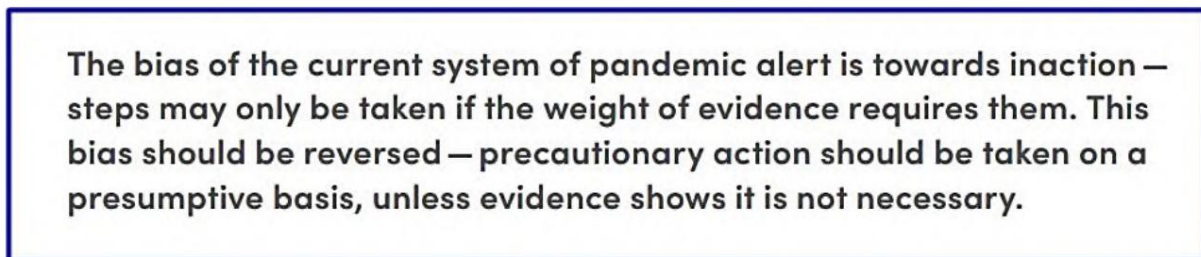 The bias of the current system of pandemic alert is towards inaction —
steps may only be taken if the weight of evidence requires them. This
bias should be reversed — precautionary action should be taken on a
presumptive basis, unless evidence shows it is not necessary.